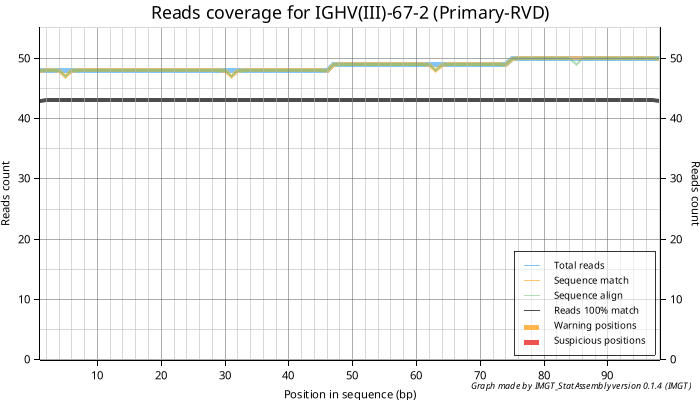 Reads coverage for IGHV(III)-67-2 (Primary-RVD)
50
50
40
40
30
30
20
20
10
10
0
0
Reads count
Reads count
Total reads
Sequence match
Sequence align
Reads 100% match
Warning positions
Suspicious positions
10 20 30 40 50 60 70 80 90
Position in sequence (bp)
Graph made by IMGT_StatAssembly version 0.1.4 (IMGT)